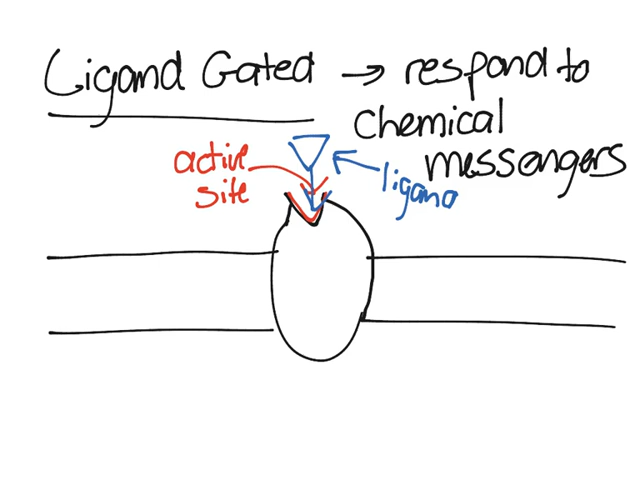 Ligand Gated → respond to
chemical
messengers
active
site
ligand